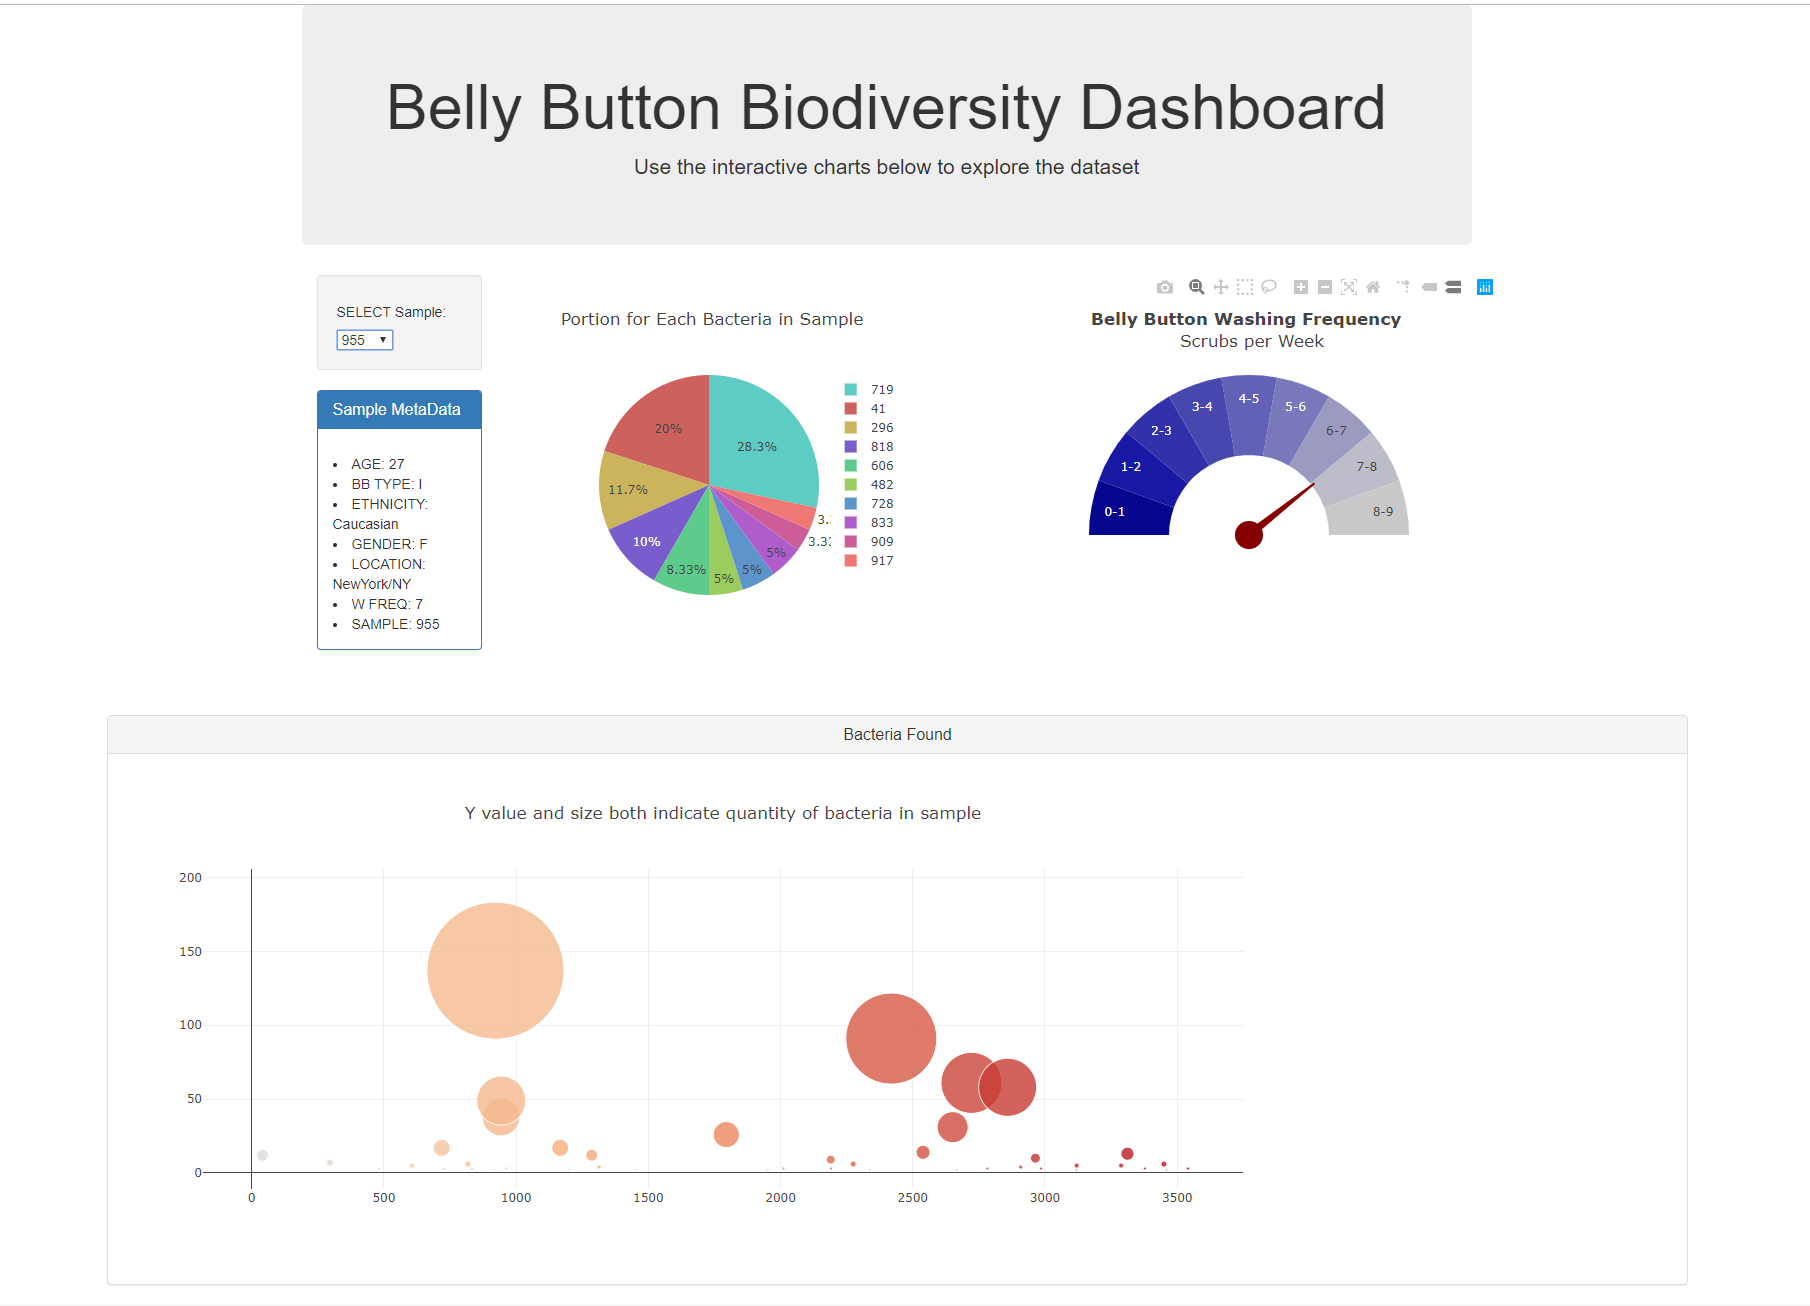 Belly Button Biodiversity Dashboard
Use the interactive charts below to explore the dataset
SELECT Sample:
955
Sample MetaData
AGE: 27
BB TYPE: I
ETHNICITY:
Caucasian
GENDER: F
LOCATION:
NewYork/NY
W FREQ: 7
SAMPLE: 955
Portion for Each Bacteria in Sample
28.3%
20%
11.7%
10%
8.33%
5%
5%
5%
3.33
719
41
296
818
606
482
728
833
909
917
Belly Button Washing Frequency
Scrubs per Week
0-1
1-2
2-3
3-4
4-5
5-6
6-7
7-8
8-9
Bacteria Found
Y value and size both indicate quantity of bacteria in sample
200
150
100
50
0
0
500
1000
1500
2000
2500
3000
3500